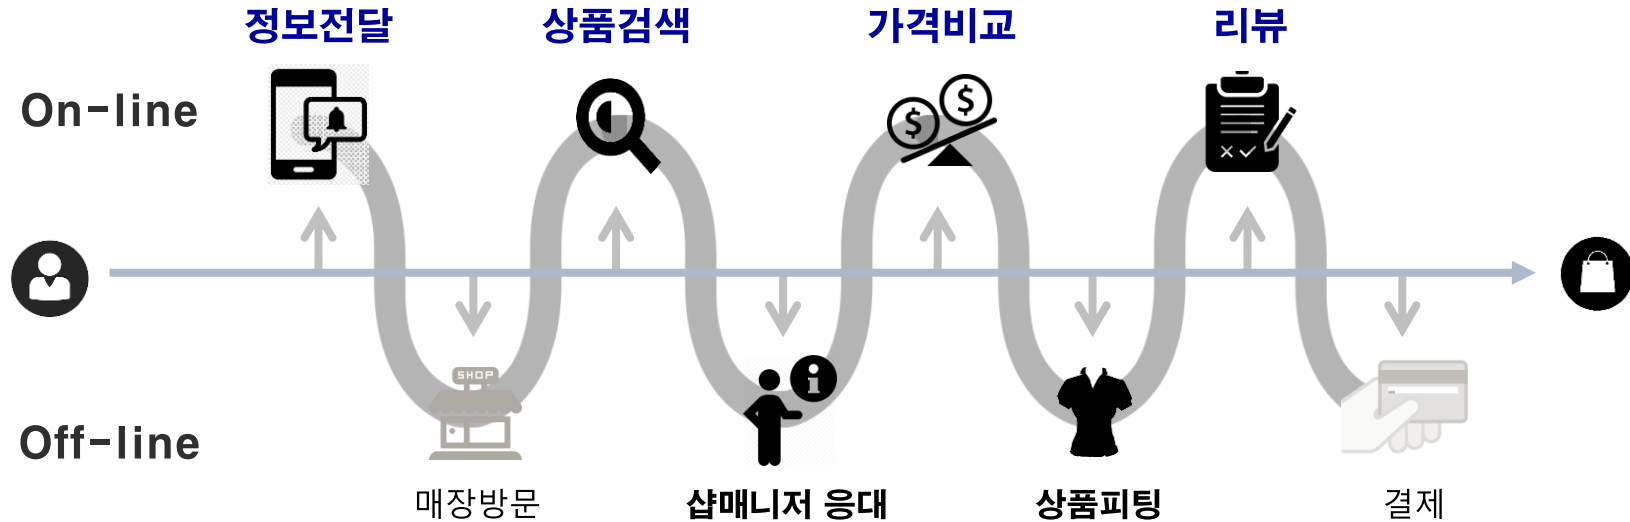 정보전달 상품검색 가격비교 리뷰
On-line
$ $
SHOP
i
Off-line
매장방문 샵매니저 응대 상품피팅 결제